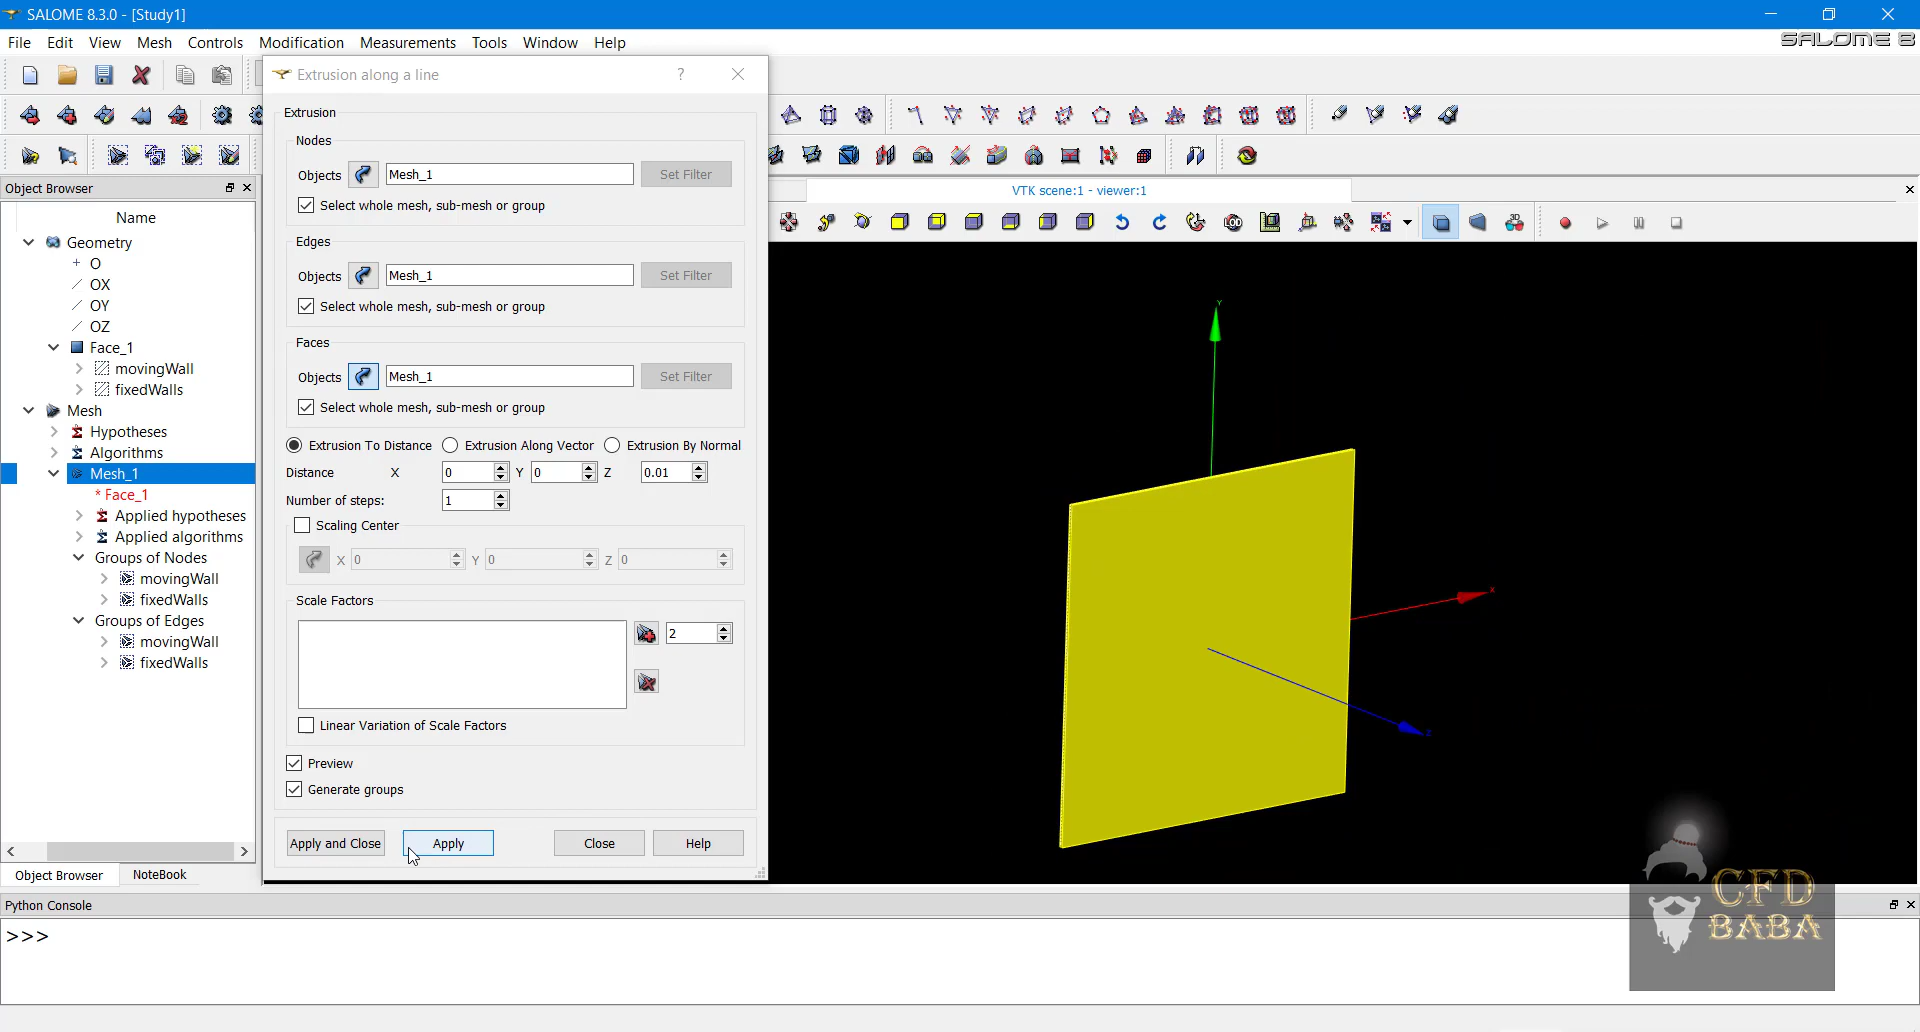 SALOME 8.3.0 - [Study1]
File Edit View Mesh Controls Modification Measurements Tools Window Help
SALOME 8
Extrusion along a line
?
Extrusion
Nodes
Objects Mesh_1 Set Filter
Select whole mesh, sub-mesh or group
Edges
Objects Mesh_1 Set Filter
Select whole mesh, sub-mesh or group
Faces
Objects Mesh_1 Set Filter
Select whole mesh, sub-mesh or group
Extrusion To Distance Extrusion Along Vector Extrusion By Normal
Distance X 0 Y 0 Z 0.01
Number of steps: 1
Scaling Center
X 0 Y 0 Z 0
Scale Factors
2
Linear Variation of Scale Factors
Preview
Generate groups
Apply and Close Apply Close Help
Object Browser
Name
Geometry
O
OX
OY
OZ
Face_1
movingWall
fixedWalls
Mesh
Hypotheses
Algorithms
Mesh_1
* Face_1
Applied hypotheses
Applied algorithms
Groups of Nodes
movingWall
fixedWalls
Groups of Edges
movingWall
fixedWalls
Object Browser NoteBook
VTK scene:1 - viewer:1
Y
X
Z
Python Console
>>>
CFD
BABA